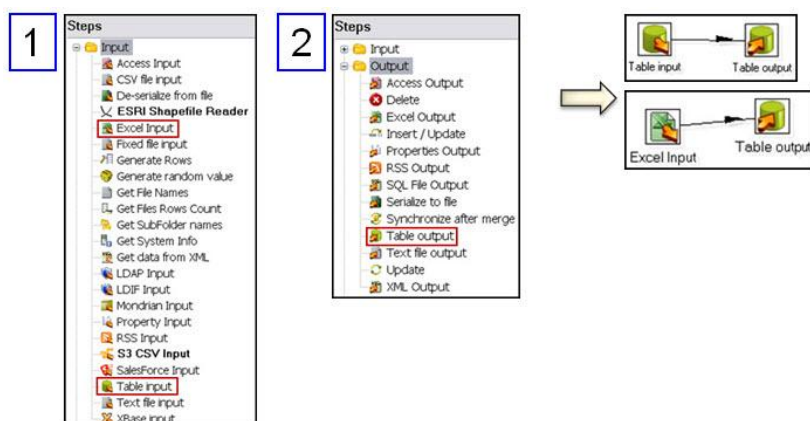 1
Steps
Input
Access Input
CSV file input
De-serialize from file
ESRI Shapefile Reader
Excel Input
Fixed file input
Generate Rows
Generate random value
Get File Names
Get Files Rows Count
Get SubFolder names
Get System Info
Get data from XML
LDAP Input
LDIF Input
Mondrian Input
Property Input
RSS Input
S3 CSV Input
SalesForce Input
Table input
Text file input
XBase input
2
Steps
Input
Output
Access Output
Delete
Excel Output
Insert / Update
Properties Output
RSS Output
SQL File Output
Serialize to file
Synchronize after merge
Table output
Text file output
Update
XML Output
Table input
Table output
Excel Input
Table output